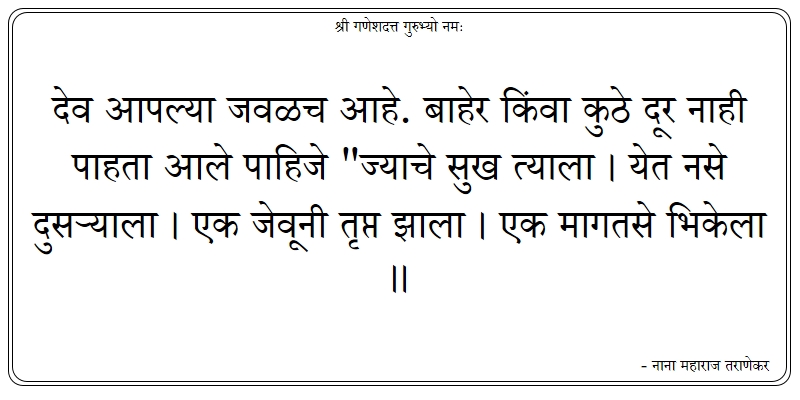 श्री गणेशदत्त गुरुभ्यो नमः
देव आपल्या जवळच आहे. बाहेर किंवा कुठे दूर नाही
पाहता आले पाहिजे "ज्याचे सुख त्याला । येत नसे
दुसऱ्याला । एक जेवूनी तृप्त झाला । एक मागतसे भिकेला
॥
- नाना महाराज तराणेकर